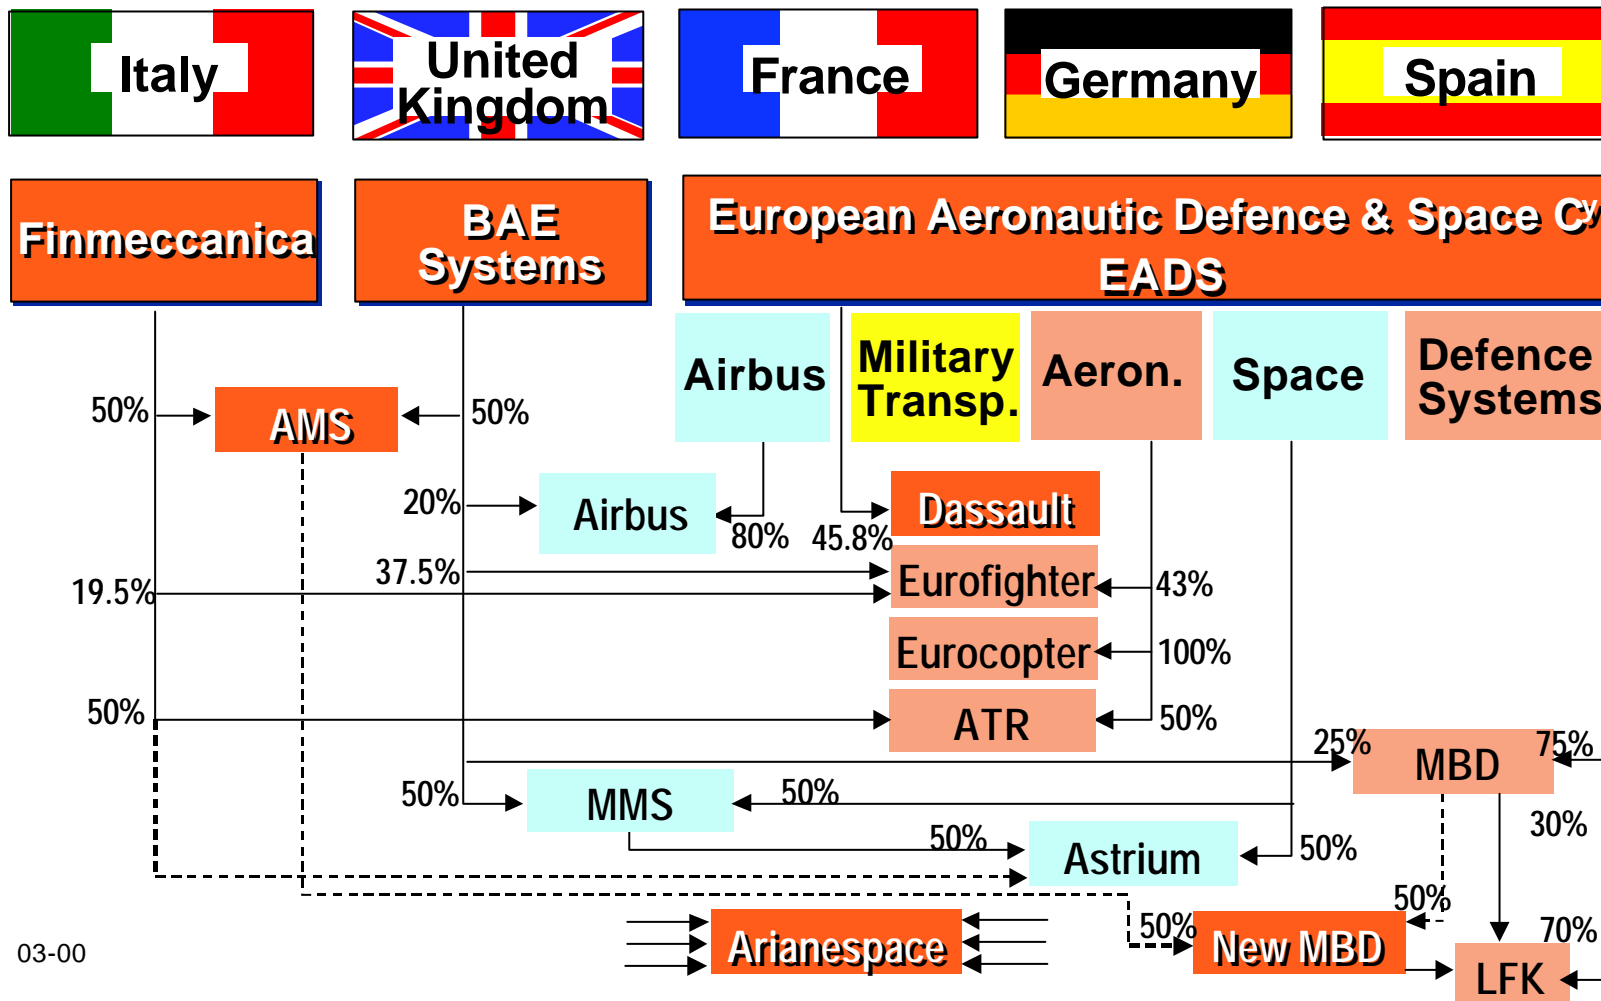 Italy
United
Kingdom
France
Germany
Spain
Finmeccanica
BAE
Systems
European Aeronautic Defence & Space Cy
EADS
Airbus
Military
Transp.
Aeron.
Space
Defence
Systems
50%
AMS
50%
20%
Airbus
80%
45.8%
Dassault
37.5%
19.5%
Eurofighter
43%
Eurocopter
100%
50%
ATR
50%
25%
MBD
75%
50%
MMS
50%
30%
50%
Astrium
50%
50%
03-00
Arianespace
50%
New MBD
70%
LFK